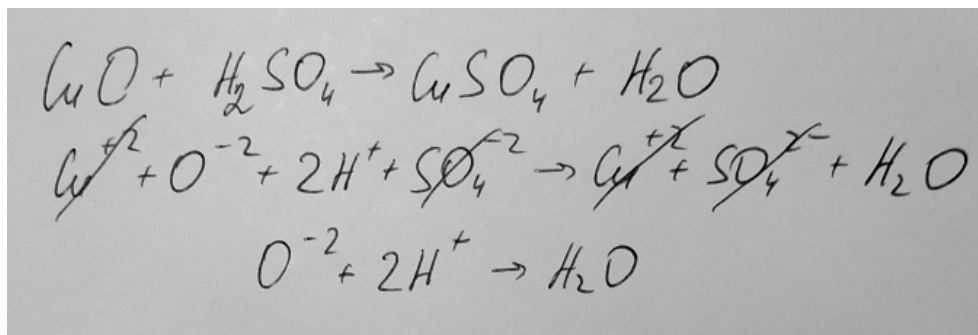 CuO + H₂SO₄ → CuSO₄ + H₂O
Cu⁺² + O⁻² + 2H⁺ + SO₄⁻² → Cu⁺² + SO₄²⁻ + H₂O
O⁻² + 2H⁺ → H₂O